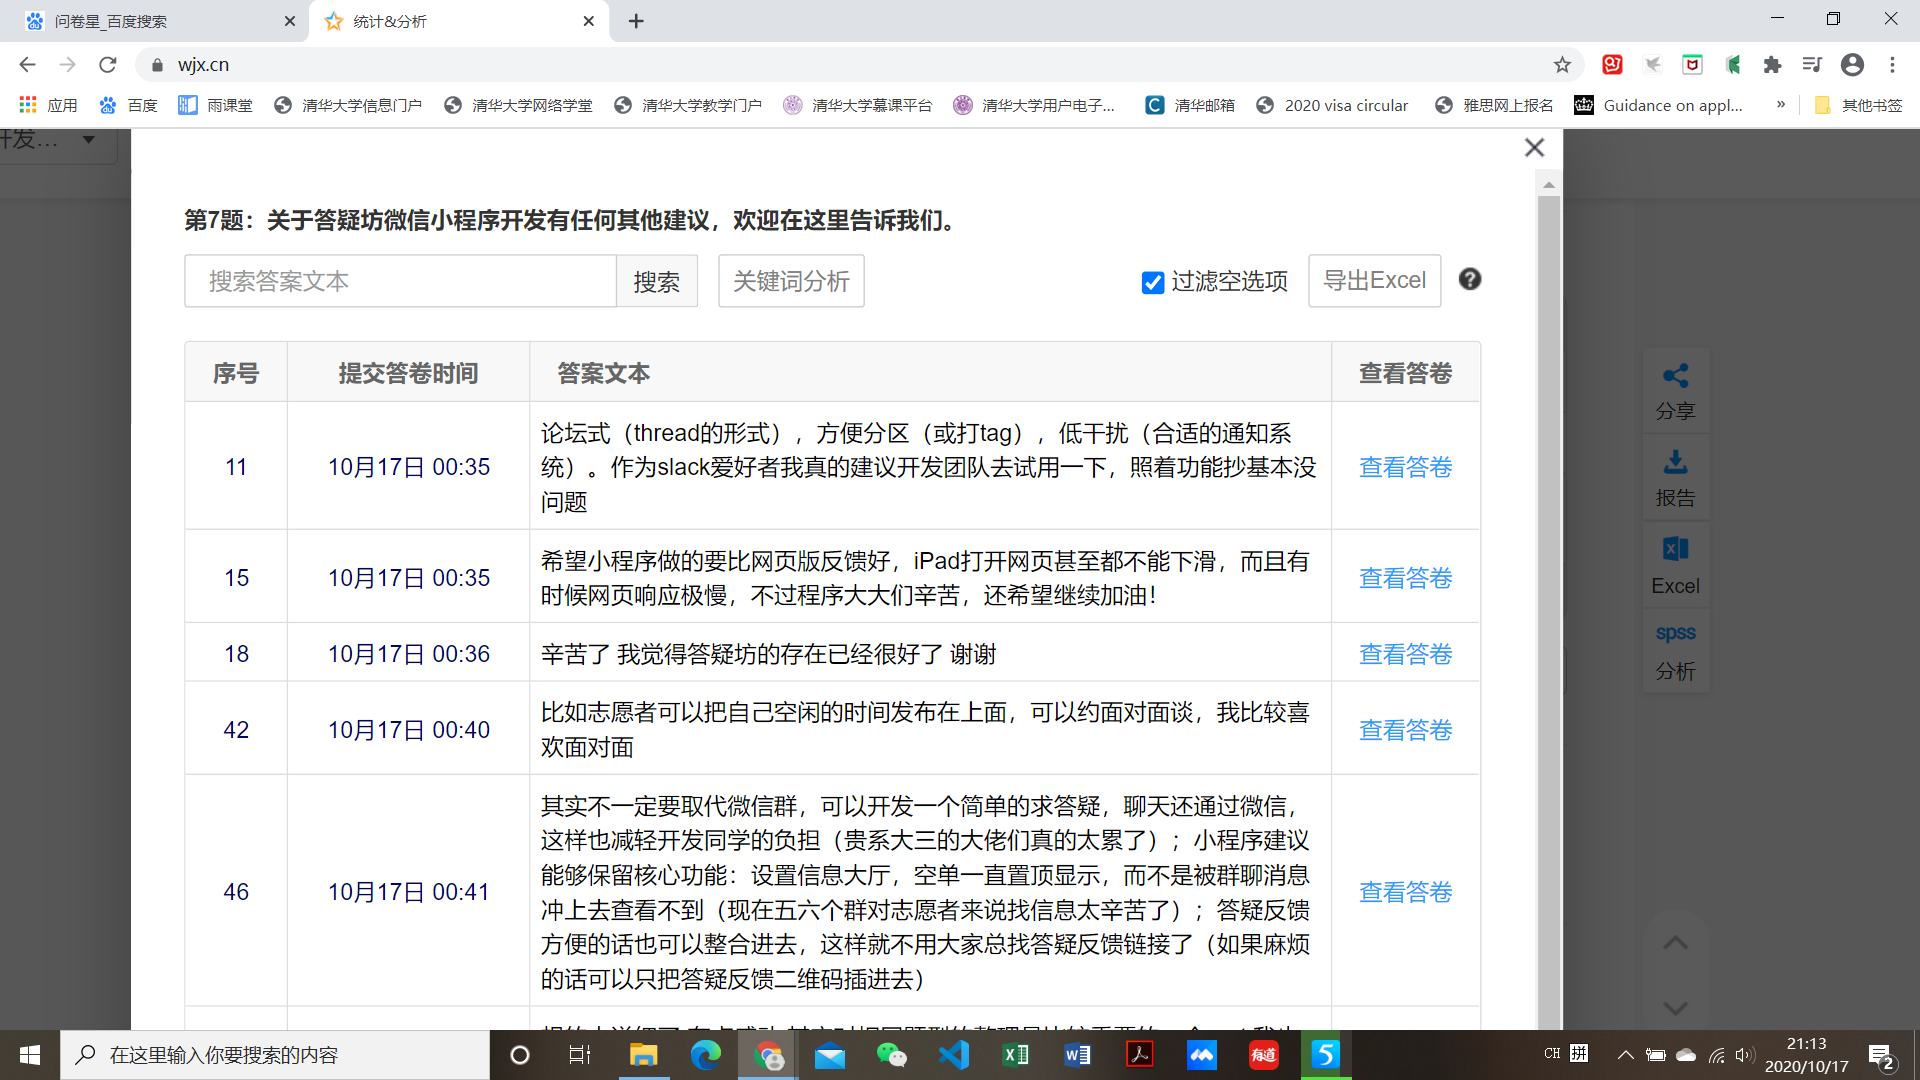 问卷星_百度搜索
统计&分析
wjx.cn
应用
百度
雨课堂
清华大学信息门户
清华大学网络学堂
清华大学教学门户
清华大学慕课平台
清华大学用户电子...
清华邮箱
2020 visa circular
雅思网上报名
Guidance on appl...
»
其他书签
开发...
第7题：关于答疑坊微信小程序开发有任何其他建议，欢迎在这里告诉我们。
搜索答案文本
搜索
关键词分析
过滤空选项
导出Excel
序号 提交答卷时间 答案文本 查看答卷
论坛式（thread的形式），方便分区（或打tag），低干扰（合适的通知系
11 10月17日 00:35 统）。作为slack爱好者我真的建议开发团队去试用一下，照着功能抄基本没 查看答卷
问题
希望小程序做的要比网页版反馈好，iPad打开网页甚至都不能下滑，而且有
15 10月17日 00:35 查看答卷
时候网页响应极慢，不过程序大大们辛苦，还希望继续加油！
18 10月17日 00:36 辛苦了 我觉得答疑坊的存在已经很好了 谢谢 查看答卷
比如志愿者可以把自己空闲的时间发布在上面，可以约面对面谈，我比较喜
42 10月17日 00:40 查看答卷
欢面对面
其实不一定要取代微信群，可以开发一个简单的求答疑，聊天还通过微信，
这样也减轻开发同学的负担（贵系大三的大佬们真的太累了）；小程序建议
能够保留核心功能：设置信息大厅，空单一直置顶显示，而不是被群聊消息
46 10月17日 00:41 查看答卷
冲上去查看不到（现在五六个群对志愿者来说找信息太辛苦了）；答疑反馈
方便的话也可以整合进去，这样就不用大家总找答疑反馈链接了（如果麻烦
的话可以只把答疑反馈二维码插进去）
分享
报告
Excel
spss
分析
在这里输入你要搜索的内容
有道
5
CH 拼
21:13
2020/10/17
2